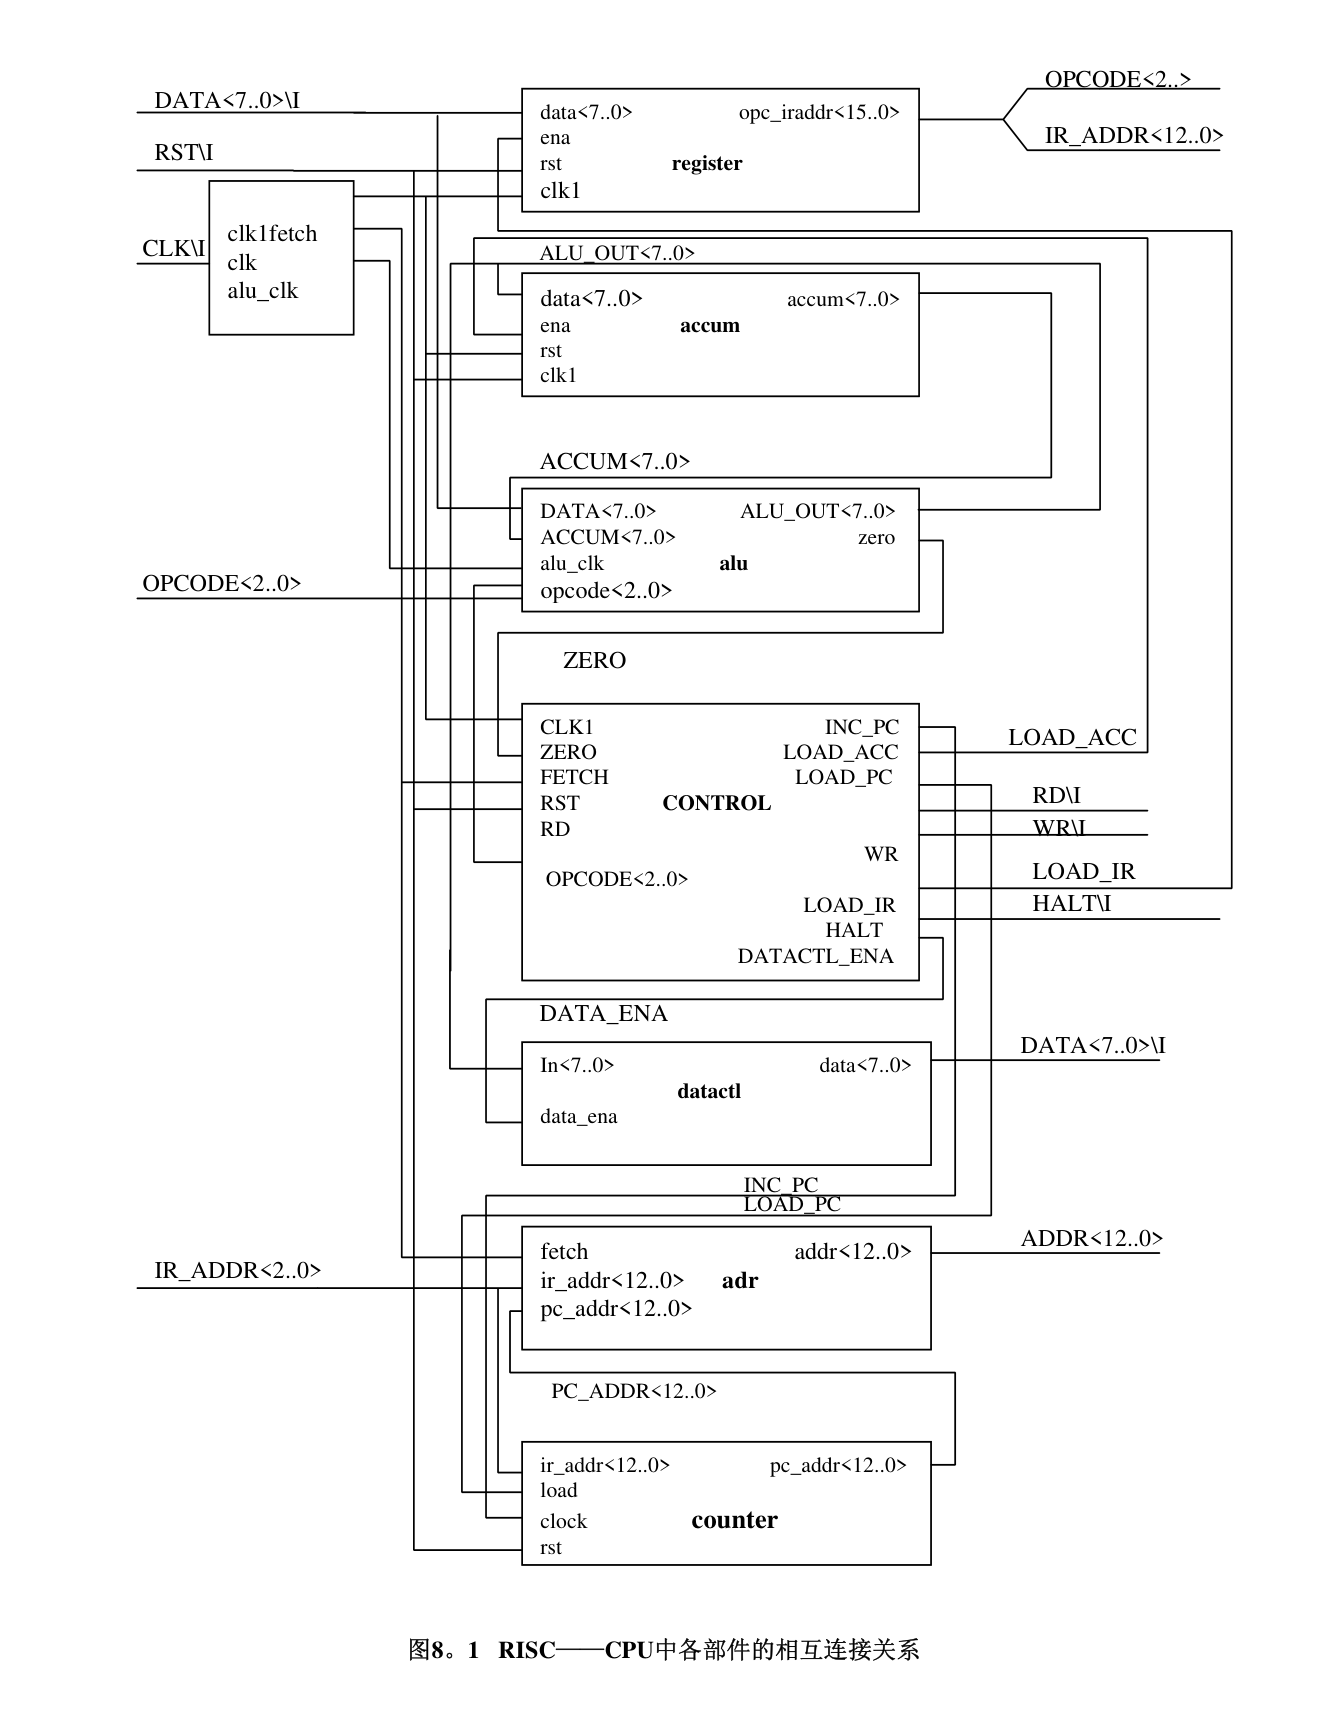 OPCODE<2..>
DATA<7..0>\I
data<7..0> opc_iraddr<15..0>
ena
IR_ADDR<12..0>
RST\I
rst register
clk1
clk1fetch
CLK\I
clk
alu_clk
ALU_OUT<7..0>
data<7..0> accum<7..0>
ena accum
rst
clk1
ACCUM<7..0>
DATA<7..0> ALU_OUT<7..0>
ACCUM<7..0> zero
alu_clk alu
OPCODE<2..0>
opcode<2..0>
ZERO
CLK1 INC_PC
LOAD_ACC
ZERO LOAD_ACC
FETCH LOAD_PC
RD\I
RST CONTROL
RD
WR\I
WR
LOAD_IR
OPCODE<2..0>
LOAD_IR
HALT\I
HALT
DATACTL_ENA
DATA_ENA
DATA<7..0>\I
In<7..0> data<7..0>
datactl
data_ena
INC_PC
LOAD_PC
ADDR<12..0>
fetch addr<12..0>
IR_ADDR<2..0>
ir_addr<12..0> adr
pc_addr<12..0>
PC_ADDR<12..0>
ir_addr<12..0> pc_addr<12..0>
load
clock counter
rst
图8。1 RISC——CPU中各部件的相互连接关系